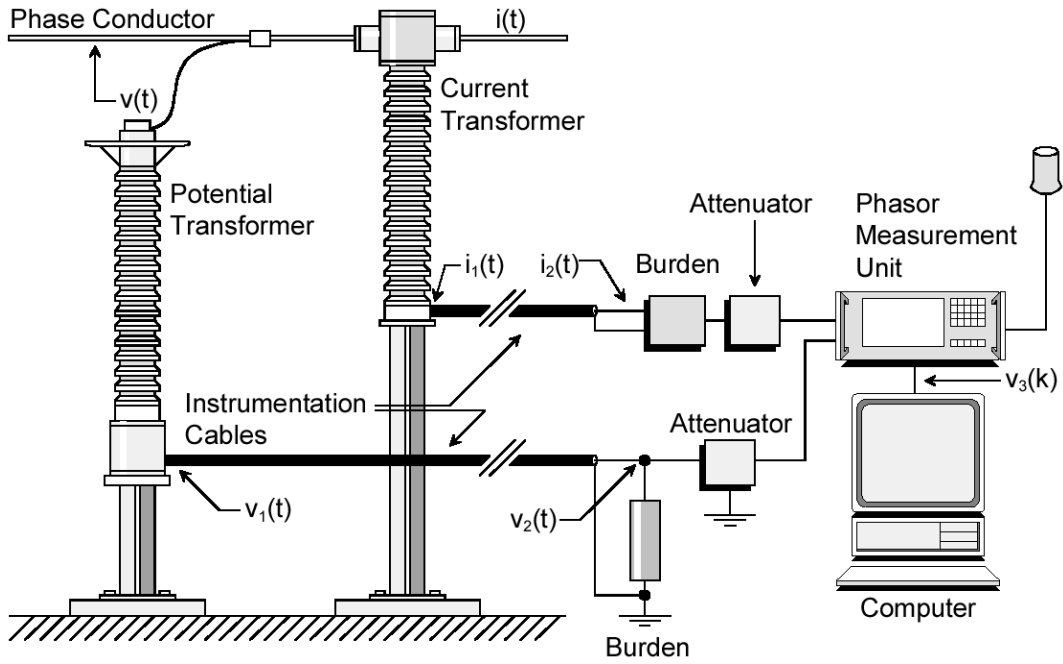 Phase Conductor
i(t)
v(t)
Current
Transformer
Potential
Transformer
Attenuator
Phasor
Measurement
Unit
i₁(t)
i₂(t)
Burden
v₃(k)
Instrumentation
Cables
Attenuator
v₁(t)
v₂(t)
Computer
Burden